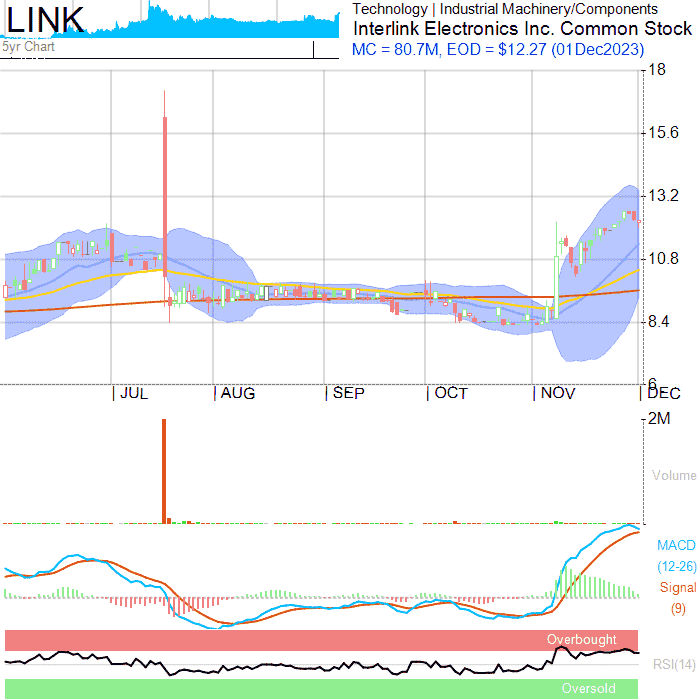 LINK
5yr Chart
Technology | Industrial Machinery/Components
Interlink Electronics Inc. Common Stock
MC = 80.7M, EOD = $12.27 (01Dec2023)
18
15.6
13.2
10.8
8.4
6
JUL AUG SEP OCT NOV DEC
2M
Volume
MACD
(12-26)
Signal
(9)
Overbought
RSI(14)
Oversold